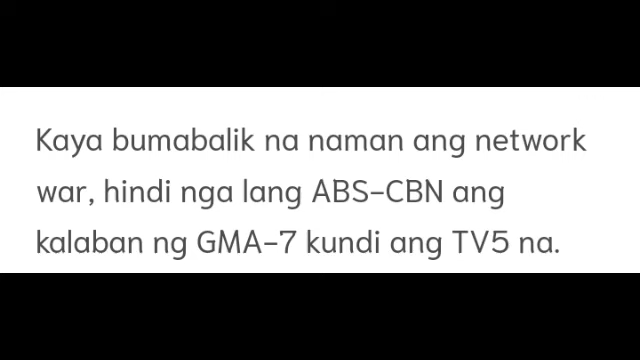 Kaya bumabalik na naman ang network
war, hindi nga lang ABS-CBN ang
kalaban ng GMA-7 kundi ang TV5 na.